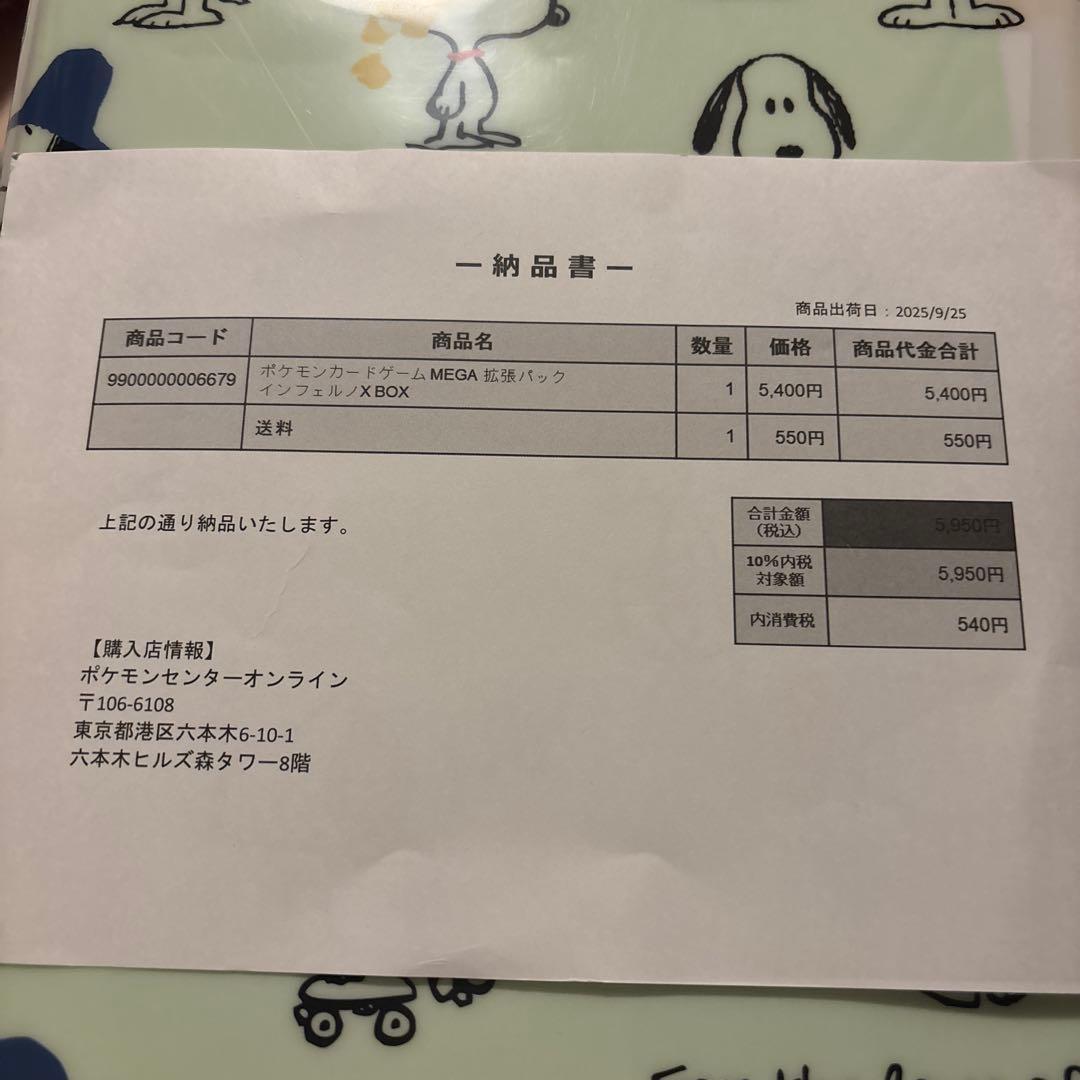 ー納品書ー
商品出荷日：2025/9/25
商品コード 商品名 数量 価格 商品代金合計
9900000006679 ポケモンカードゲーム MEGA 拡張パック
インフェルノX BOX 1 5,400円 5,400円
送料 1 550円 550円
上記の通り納品いたします。
合計金額
（税込） 5,950円
10%内税
対象額 5,950円
内消費税 540円
【購入店情報】
ポケモンセンターオンライン
〒106-6108
東京都港区六本木6-10-1
六本木ヒルズ森タワー8階